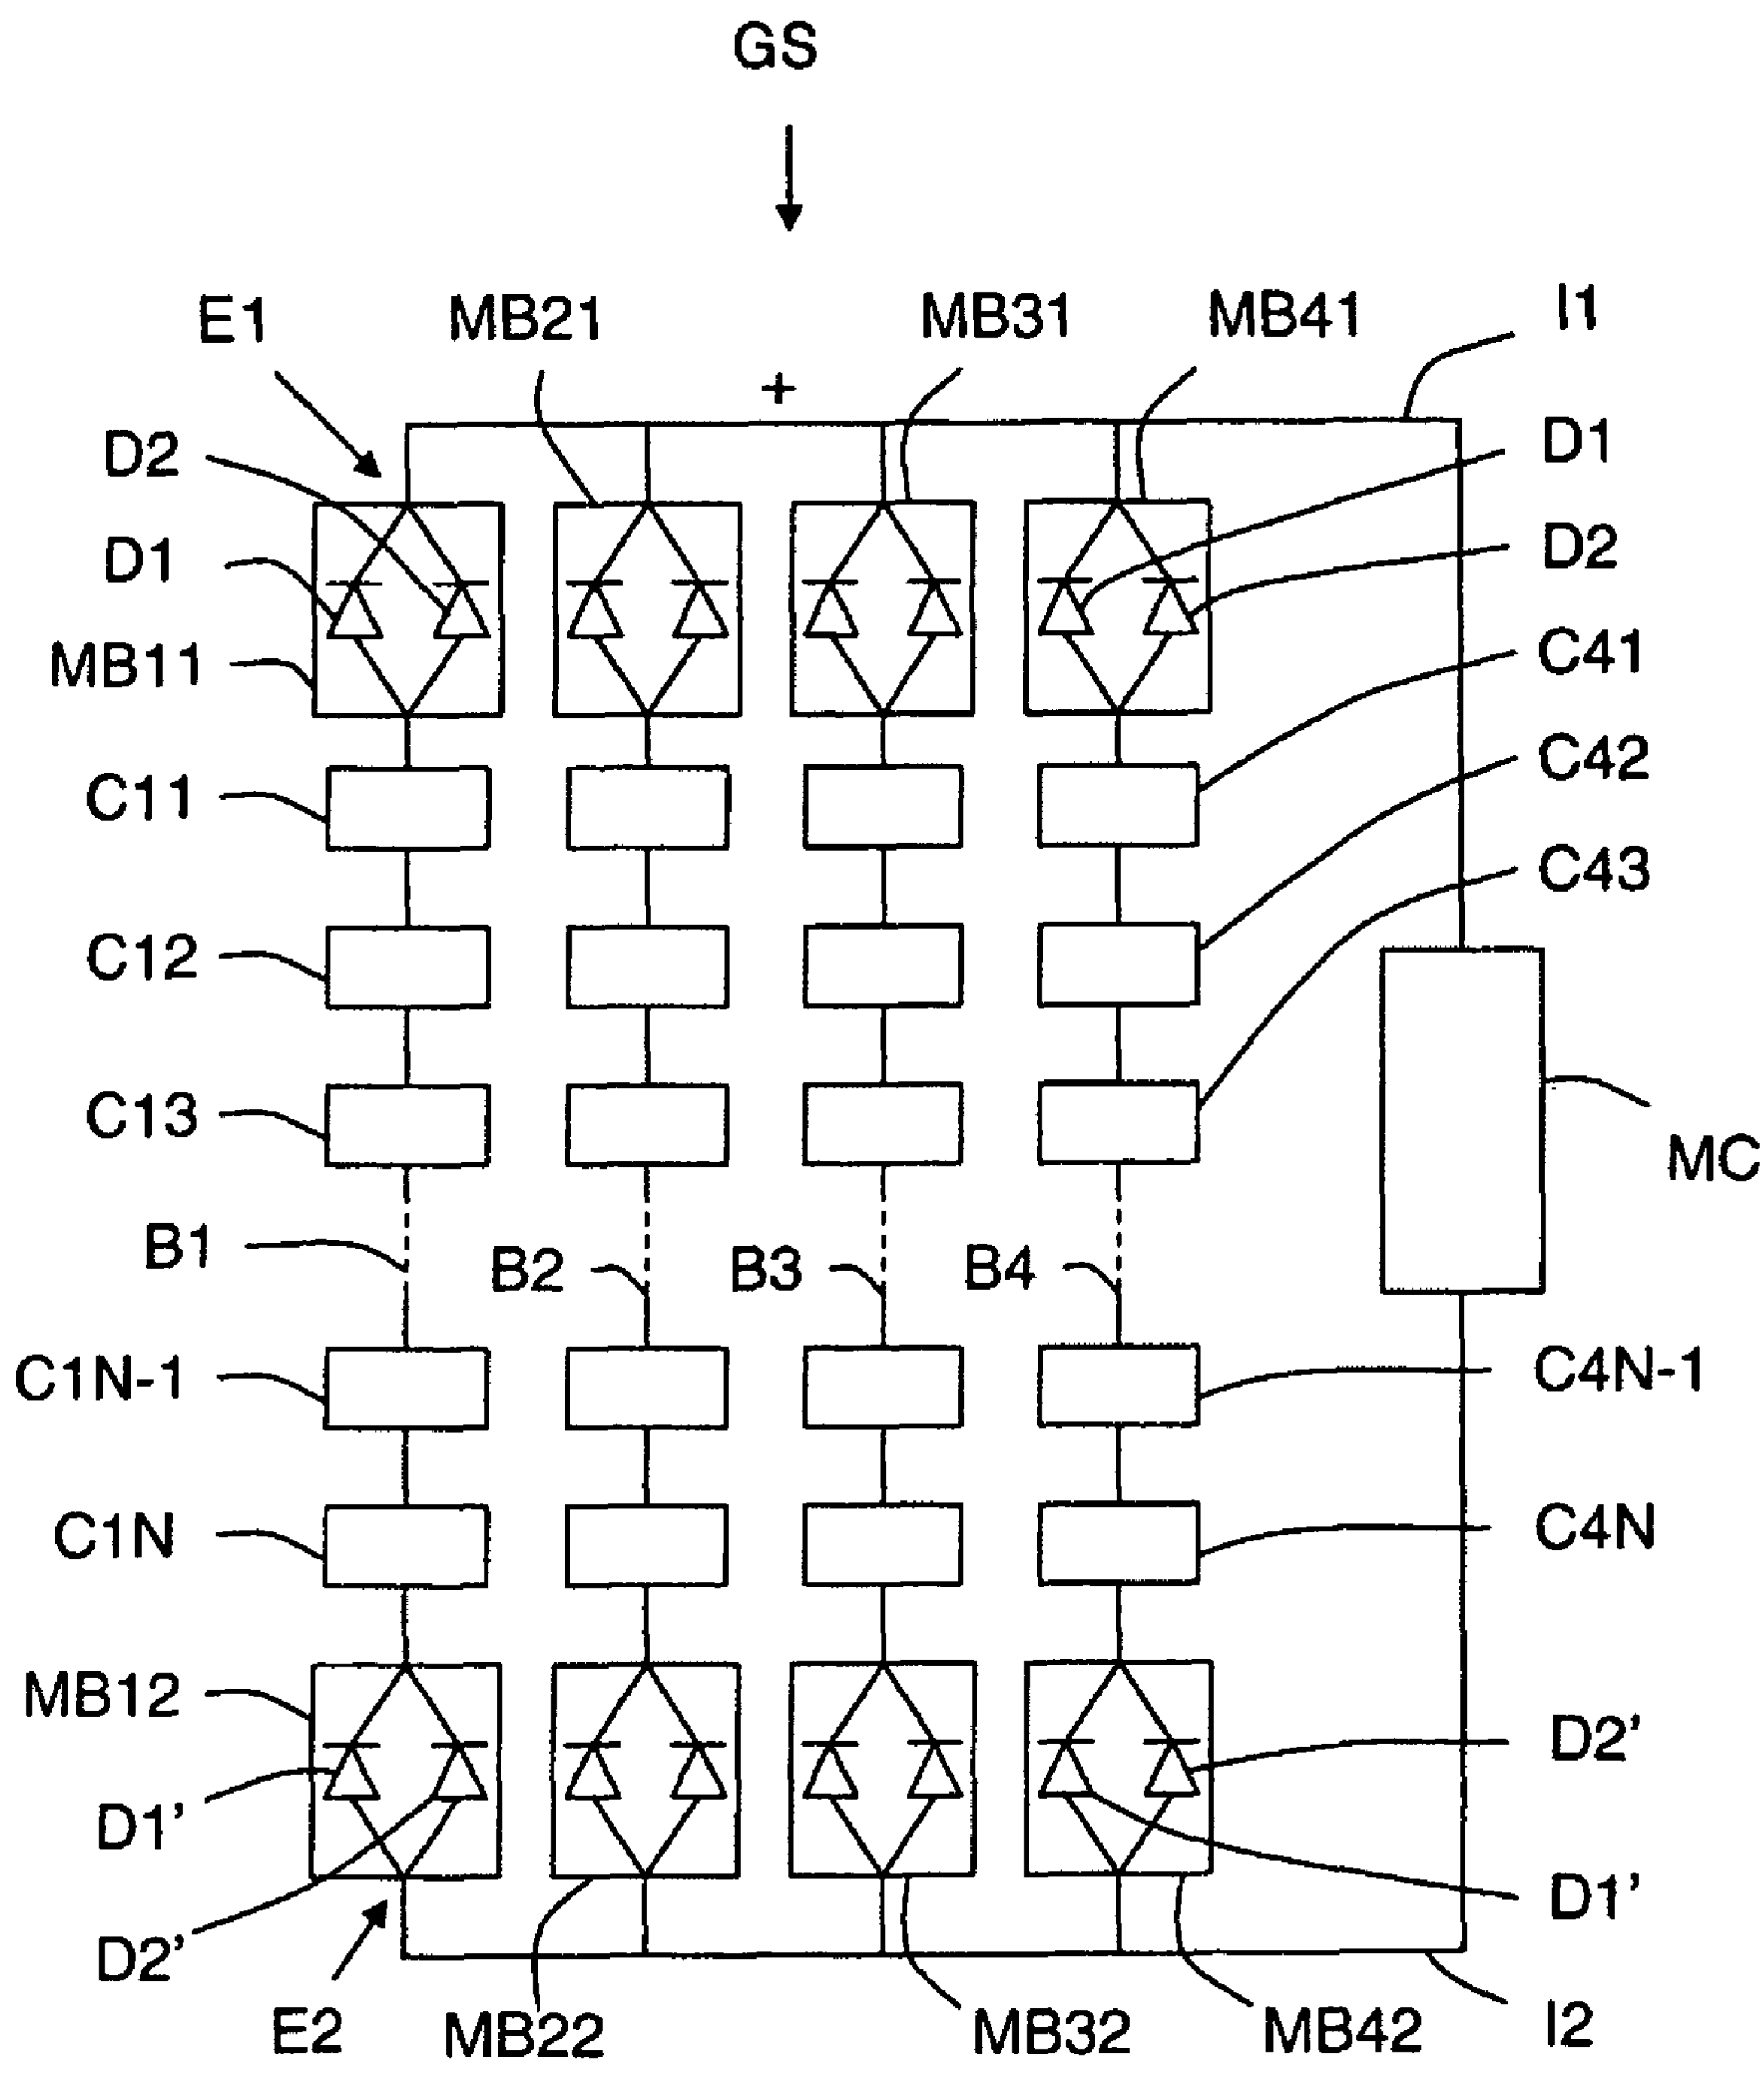 GS
E1
MB21
MB31
MB41
I1
+
D2
D1
D1
D2
MB11
C41
C11
C42
C43
C12
C13
MC
B1
B2
B3
B4
C1N-1
C4N-1
C1N
C4N
MB12
D2'
D1'
D1'
D2'
E2
MB22
MB32
MB42
I2